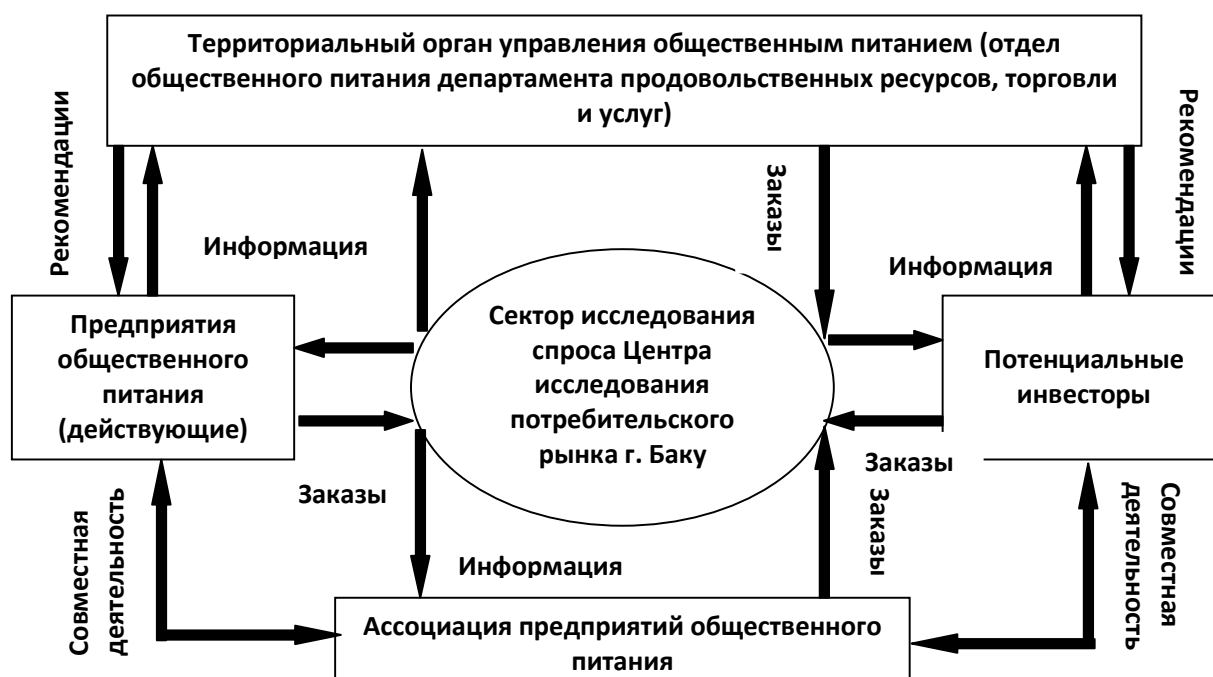 Территориальный орган управления общественным питанием (отдел
общественного питания департамента продовольственных ресурсов, торговли
и услуг)
Рекомендации
Информация
Заказы
Информация
Рекомендации
Предприятия
общественного
питания
(действующие)
Сектор исследования
спроса Центра
исследования
потребительского
рынка г. Баку
Потенциальные
инвесторы
Заказы
Заказы
Совместная
деятельность
Информация
Заказы
Совместная
деятельность
Ассоциация предприятий общественного
питания